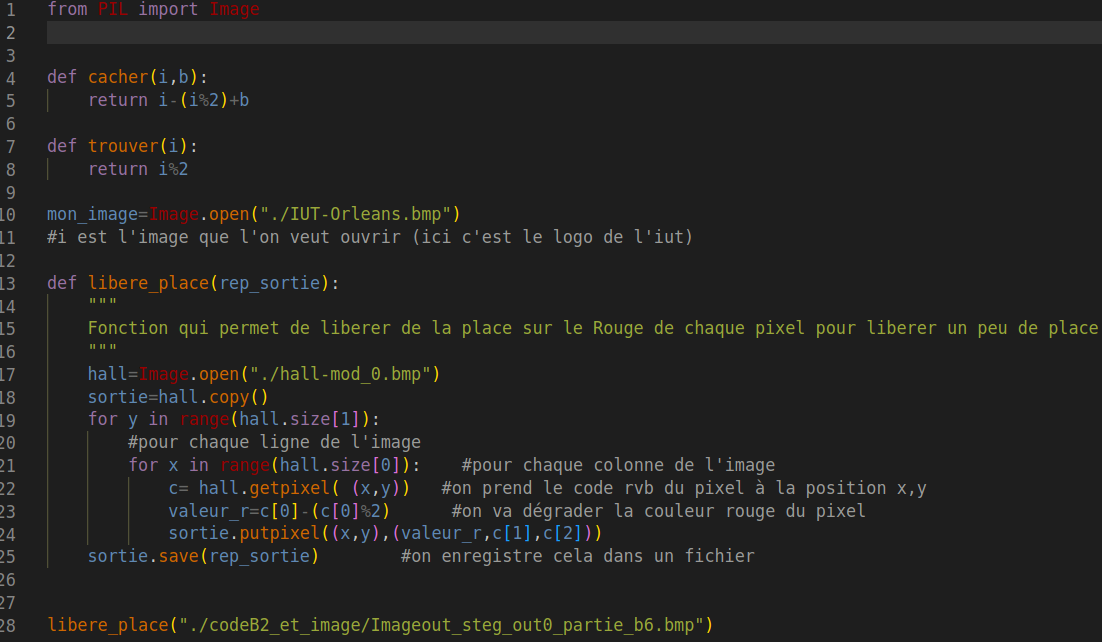 1 from PIL import Image
2
3
4 def cacher(i,b):
5     return i-(i%2)+b
6
7 def trouver(i):
8     return i%2
9
10 mon_image=Image.open("./IUT-Orleans.bmp")
11 #i est l'image que l'on veut ouvrir (ici c'est le logo de l'iut)
12
13 def libere_place(rep_sortie):
14     """
15     Fonction qui permet de liberer de la place sur le Rouge de chaque pixel pour liberer un peu de place
16     """
17     hall=Image.open("./hall-mod_0.bmp")
18     sortie=hall.copy()
19     for y in range(hall.size[1]):
20         #pour chaque ligne de l'image
21         for x in range(hall.size[0]):    #pour chaque colonne de l'image
22             c= hall.getpixel( (x,y))   #on prend le code rvb du pixel à la position x,y
23             valeur_r=c[0]-(c[0]%2)      #on va dégrader la couleur rouge du pixel
24             sortie.putpixel((x,y),(valeur_r,c[1],c[2]))
25     sortie.save(rep_sortie)        #on enregistre cela dans un fichier
26
27
28 libere_place("./codeB2_et_image/Imageout_steg_out0_partie_b6.bmp")